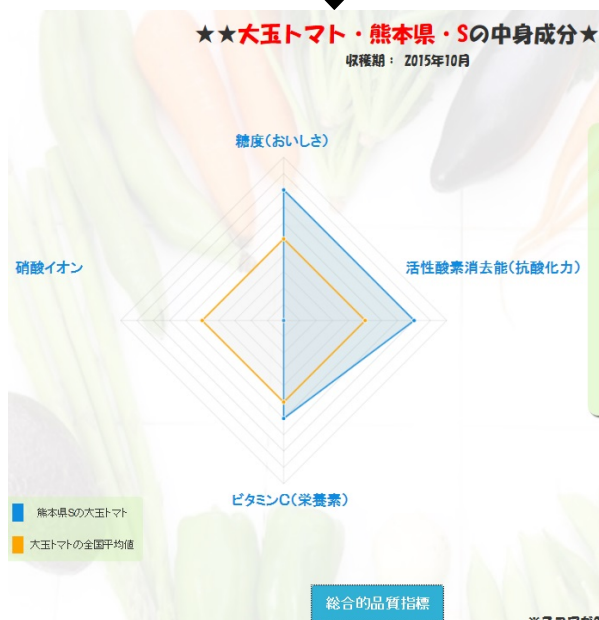 ★★大玉トマト・熊本県・Sの中身成分★
収穫期： 2015年10月
糖度(おいしさ)
硝酸イオン
活性酸素消去能(抗酸化力)
ビタミンC(栄養素)
熊本県Sの大玉トマト
大玉トマトの全国平均値
総合的品質指標